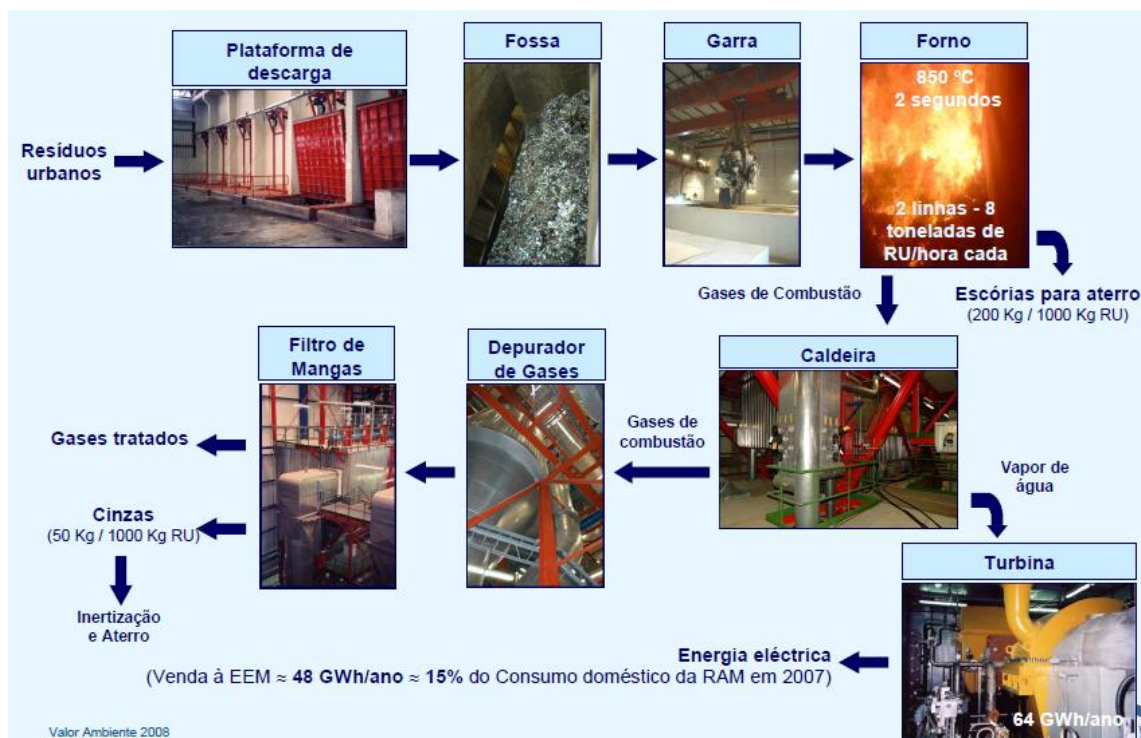 Plataforma de
descarga
Fossa
Garra
Forno
Resíduos
urbanos
850 ºC
2 segundos
2 linhas - 8
toneladas de
RU/hora cada
Gases de Combustão
Escórias para aterro
(200 Kg / 1000 Kg RU)
Filtro de
Mangas
Depurador
de Gases
Caldeira
Gases tratados
Gases de
combustão
Cinzas
(50 Kg / 1000 Kg RU)
Vapor de
água
Inertização
e Aterro
Turbina
Energia eléctrica
(Venda à EEM ≈ 48 GWh/ano ≈ 15% do Consumo doméstico da RAM em 2007)
64 GWh/ano
Valor Ambiente 2008